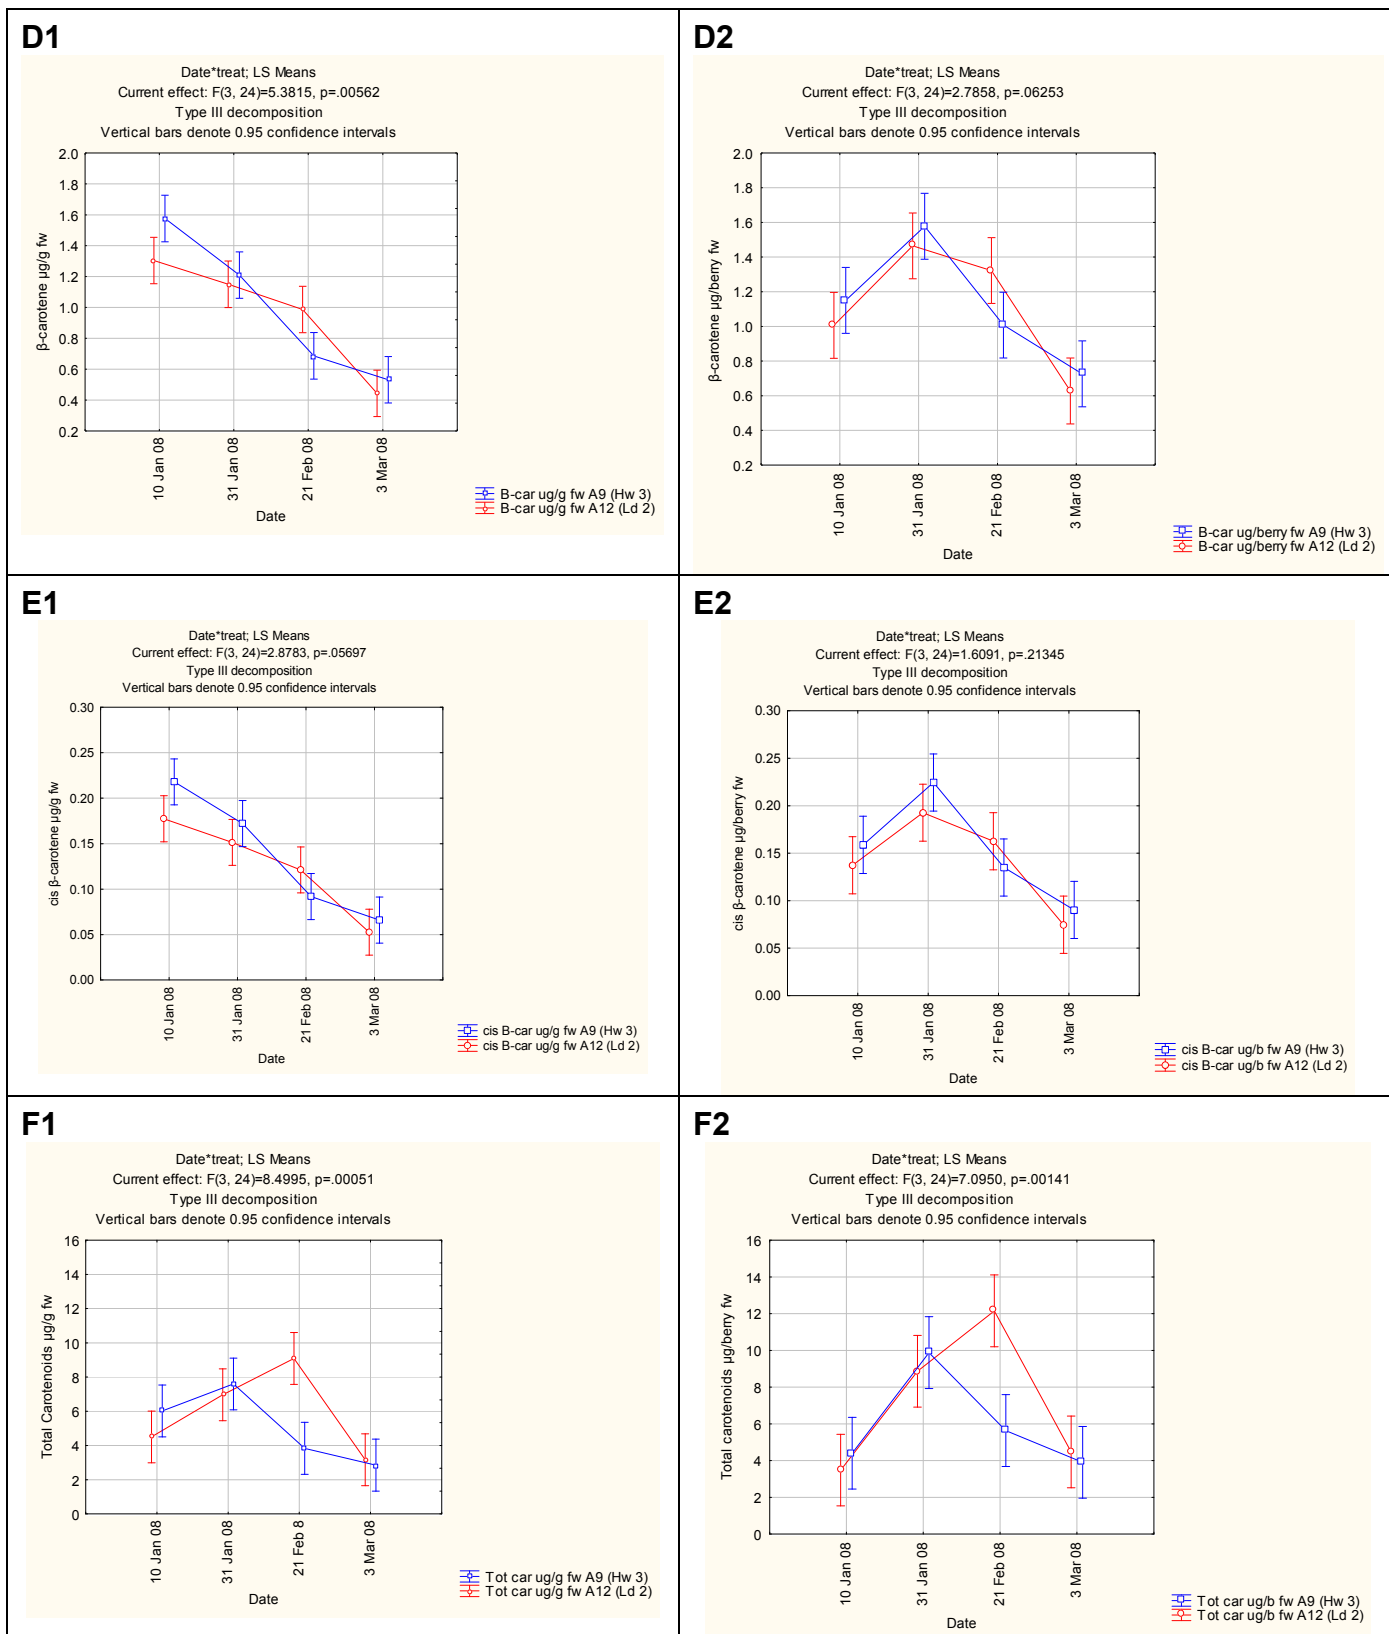 D1
Date*treat; LS Means
Current effect: F(3, 24)=5.3815, p=.00562
Type III decomposition
Vertical bars denote 0.95 confidence intervals
2.0
1.8
1.6
1.4
1.2
1.0
0.8
0.6
0.4
0.2
β-carotene µg/g fw
10 Jan 08
31 Jan 08
21 Feb 08
3 Mar 08
Date
B-car ug/g fw A9 (Hw 3)
B-car ug/g fw A12 (Ld 2)
D2
Date*treat; LS Means
Current effect: F(3, 24)=2.7858, p=.06253
Type III decomposition
Vertical bars denote 0.95 confidence intervals
2.0
1.8
1.6
1.4
1.2
1.0
0.8
0.6
0.4
0.2
β-carotene µg/berry fw
10 Jan 08
31 Jan 08
21 Feb 08
3 Mar 08
Date
B-car ug/berry fw A9 (Hw 3)
B-car ug/berry fw A12 (Ld 2)
E1
Date*treat; LS Means
Current effect: F(3, 24)=2.8783, p=.05697
Type III decomposition
Vertical bars denote 0.95 confidence intervals
0.30
0.25
0.20
0.15
0.10
0.05
0.00
cis β-carotene µg/g fw
10 Jan 08
31 Jan 08
21 Feb 08
3 Mar 08
Date
cis B-car ug/g fw A9 (Hw 3)
cis B-car ug/g fw A12 (Ld 2)
E2
Date*treat; LS Means
Current effect: F(3, 24)=1.6091, p=.21345
Type III decomposition
Vertical bars denote 0.95 confidence intervals
0.30
0.25
0.20
0.15
0.10
0.05
0.00
cis β-carotene µg/berry fw
10 Jan 08
31 Jan 08
21 Feb 08
3 Mar 08
Date
cis B-car ug/b fw A9 (Hw 3)
cis B-car ug/b fw A12 (Ld 2)
F1
Date*treat; LS Means
Current effect: F(3, 24)=8.4995, p=.00051
Type III decomposition
Vertical bars denote 0.95 confidence intervals
16
14
12
10
8
6
4
2
0
Total Carotenoids µg/g fw
10 Jan 08
31 Jan 08
21 Feb 8
3 Mar 08
Date
Tot car ug/g fw A9 (Hw 3)
Tot car ug/g fw A12 (Ld 2)
F2
Date*treat; LS Means
Current effect: F(3, 24)=7.0950, p=.00141
Type III decomposition
Vertical bars denote 0.95 confidence intervals
16
14
12
10
8
6
4
2
0
Total carotenoids µg/berry fw
10 Jan 08
31 Jan 08
21 Feb 08
3 Mar 08
Date
Tot car ug/b fw A9 (Hw 3)
Tot car ug/b fw A12 (Ld 2)